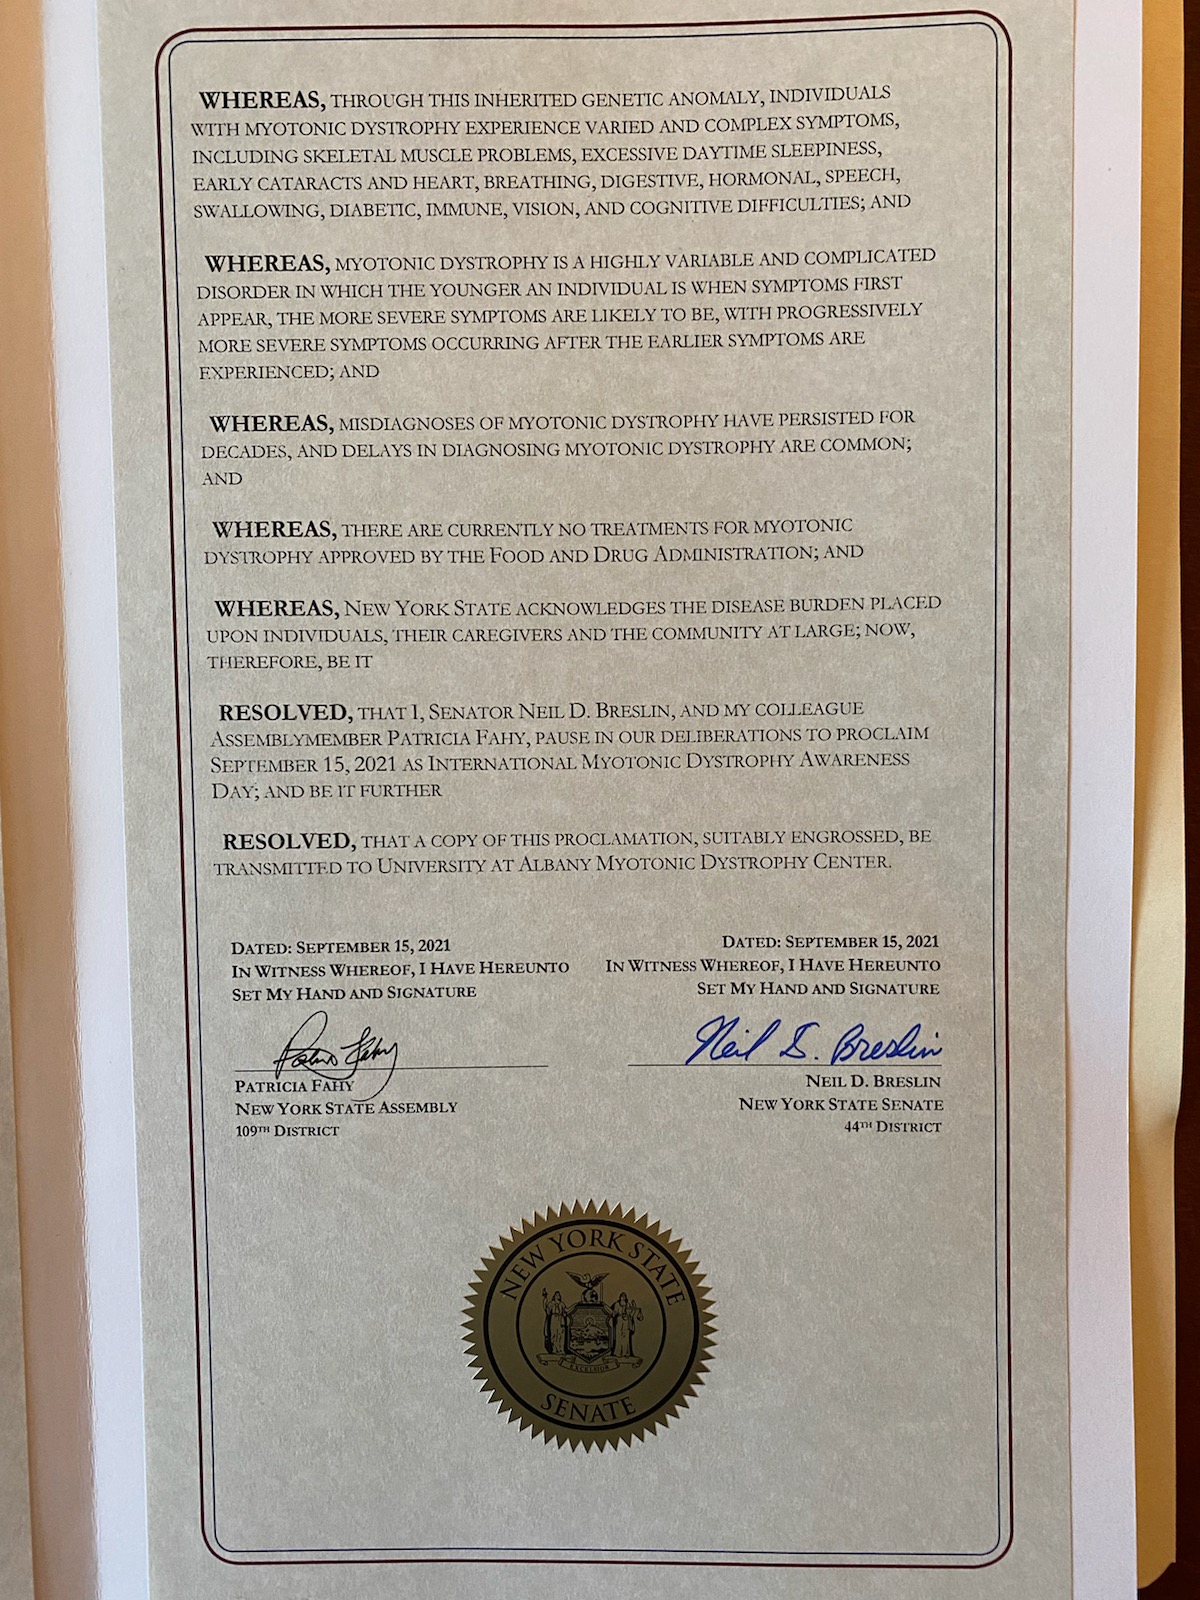 WHEREAS, THROUGH THIS INHERITED GENETIC ANOMALY, INDIVIDUALS
WITH MYOTONIC DYSTROPHY EXPERIENCE VARIED AND COMPLEX SYMPTOMS,
INCLUDING SKELETAL MUSCLE PROBLEMS, EXCESSIVE DAYTIME SLEEPINESS,
EARLY CATARACTS AND HEART, BREATHING, DIGESTIVE, HORMONAL, SPEECH,
SWALLOWING, DIABETIC, IMMUNE, VISION, AND COGNITIVE DIFFICULTIES; AND
WHEREAS, MYOTONIC DYSTROPHY IS A HIGHLY VARIABLE AND COMPLICATED
DISORDER IN WHICH THE YOUNGER AN INDIVIDUAL IS WHEN SYMPTOMS FIRST
APPEAR, THE MORE SEVERE SYMPTOMS ARE LIKELY TO BE, WITH PROGRESSIVELY
MORE SEVERE SYMPTOMS OCCURRING AFTER THE EARLIER SYMPTOMS ARE
EXPERIENCED; AND
WHEREAS, MISDIAGNOSES OF MYOTONIC DYSTROPHY HAVE PERSISTED FOR
DECADES, AND DELAYS IN DIAGNOSING MYOTONIC DYSTROPHY ARE COMMON;
AND
WHEREAS, THERE ARE CURRENTLY NO TREATMENTS FOR MYOTONIC
DYSTROPHY APPROVED BY THE FOOD AND DRUG ADMINISTRATION; AND
WHEREAS, NEW YORK STATE ACKNOWLEDGES THE DISEASE BURDEN PLACED
UPON INDIVIDUALS, THEIR CAREGIVERS AND THE COMMUNITY AT LARGE; NOW,
THEREFORE, BE IT
RESOLVED, THAT I, SENATOR NEIL D. BRESLIN, AND MY COLLEAGUE
ASSEMBLYMEMBER PATRICIA FAHY, PAUSE IN OUR DELIBERATIONS TO PROCLAIM
SEPTEMBER 15, 2021 AS INTERNATIONAL MYOTONIC DYSTROPHY AWARENESS
DAY; AND BE IT FURTHER
RESOLVED, THAT A COPY OF THIS PROCLAMATION, SUITABLY ENGROSSED, BE
TRANSMITTED TO UNIVERSITY AT ALBANY MYOTONIC DYSTROPHY CENTER.
DATED: SEPTEMBER 15, 2021
IN WITNESS WHEREOF, I HAVE HEREUNTO
SET MY HAND AND SIGNATURE
Patricia Fahy
PATRICIA FAHY
NEW YORK STATE ASSEMBLY
109TH DISTRICT
DATED: SEPTEMBER 15, 2021
IN WITNESS WHEREOF, I HAVE HEREUNTO
SET MY HAND AND SIGNATURE
Neil D. Breslin
NEIL D. BRESLIN
NEW YORK STATE SENATE
44TH DISTRICT
NEW YORK STATE
EXCELSIOR
SENATE